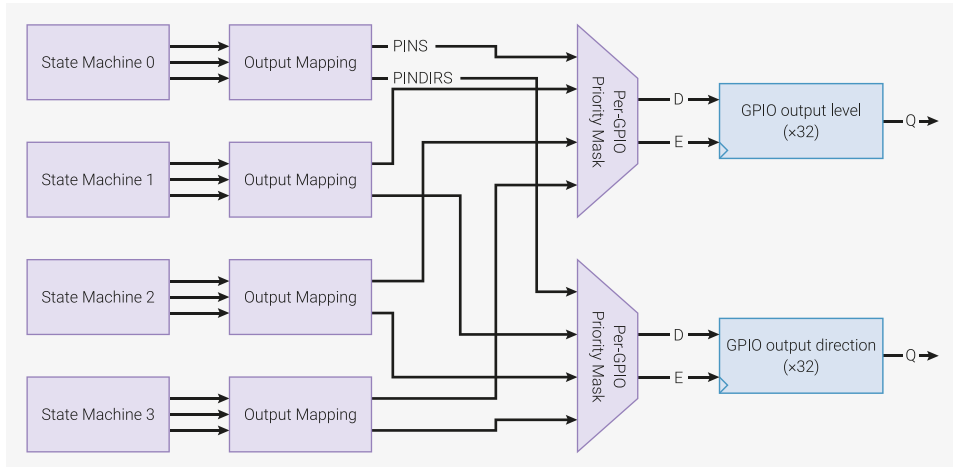 State Machine 0
Output Mapping
PINS
PINDIRS
State Machine 1
Output Mapping
State Machine 2
Output Mapping
State Machine 3
Output Mapping
Per-GPIO
Priority Mask
D
E
GPIO output level
(×32)
Q
Per-GPIO
Priority Mask
D
E
GPIO output direction
(×32)
Q